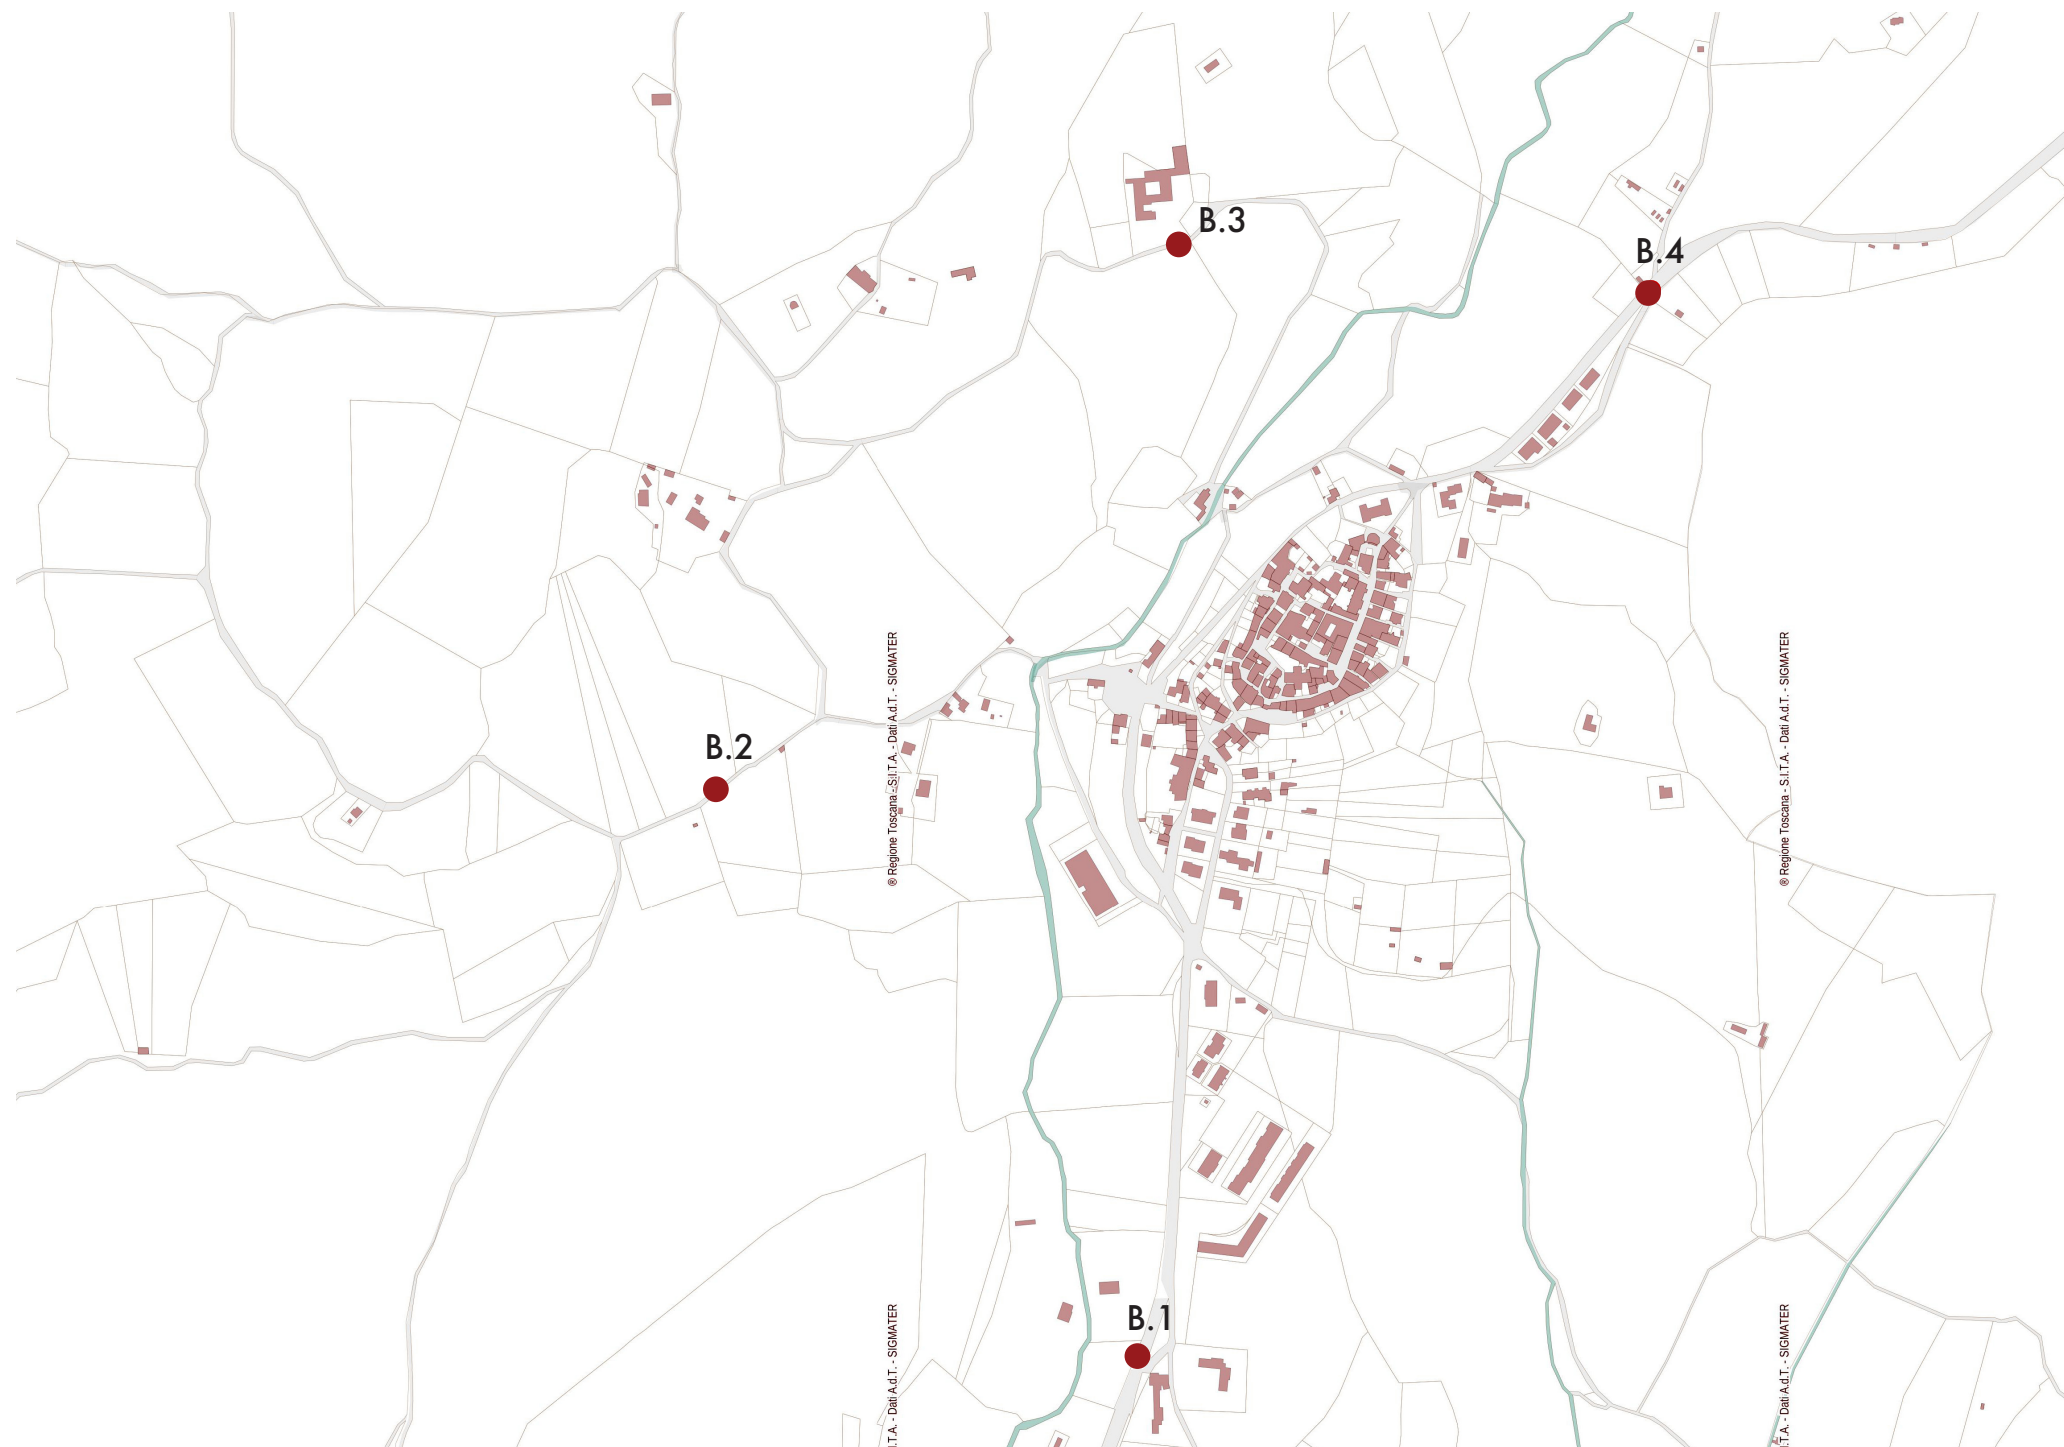 B.3
B.4
® Regione Toscana - S.I.T.A. - Dati A.d.T. - SIGMATER
® Regione Toscana - S.I.T.A. - Dati A.d.T. - SIGMATER
B.2
B.1
I.T.A. - Dati A.d.T. - SIGMATER
I.T.A. - Dati A.d.T. - SIGMATER